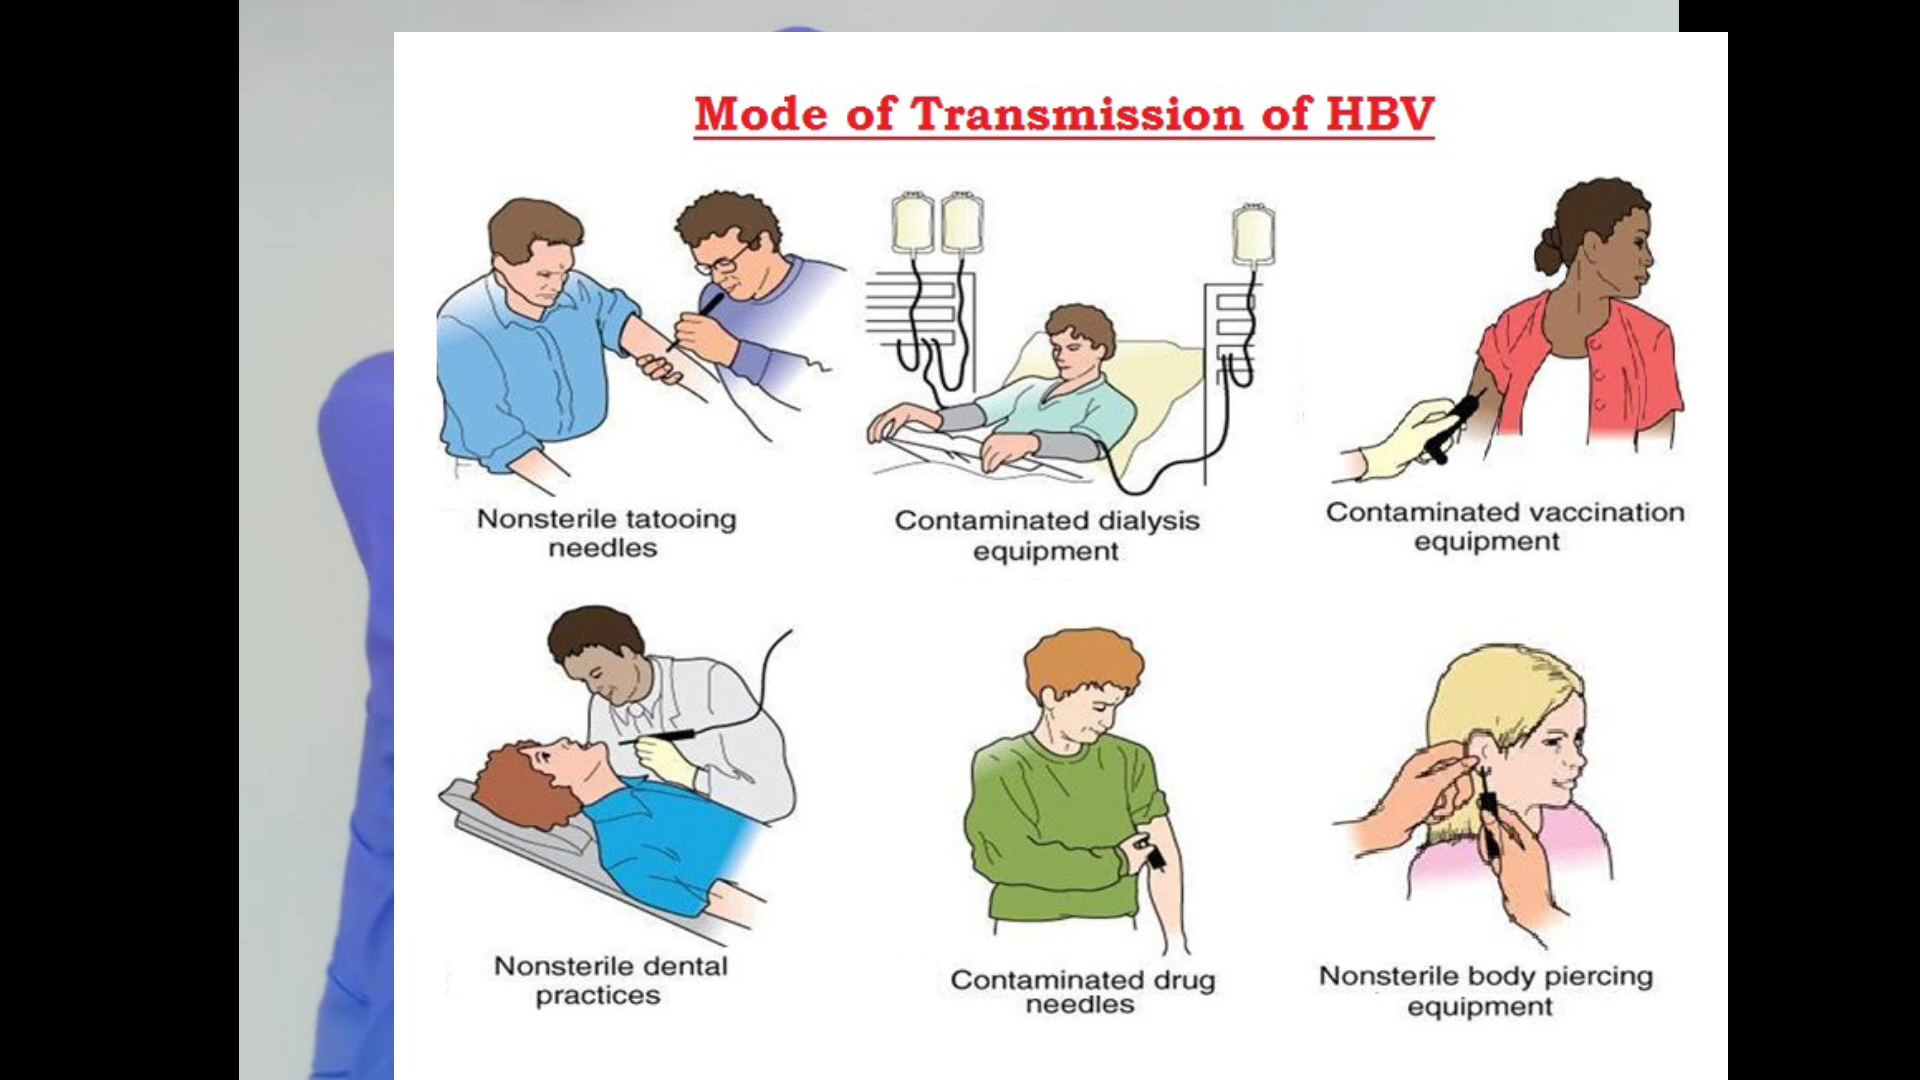 Mode of Transmission of HBV
Nonsterile tatooing
needles
Contaminated dialysis
equipment
Contaminated vaccination
equipment
Nonsterile dental
practices
Contaminated drug
needles
Nonsterile body piercing
equipment